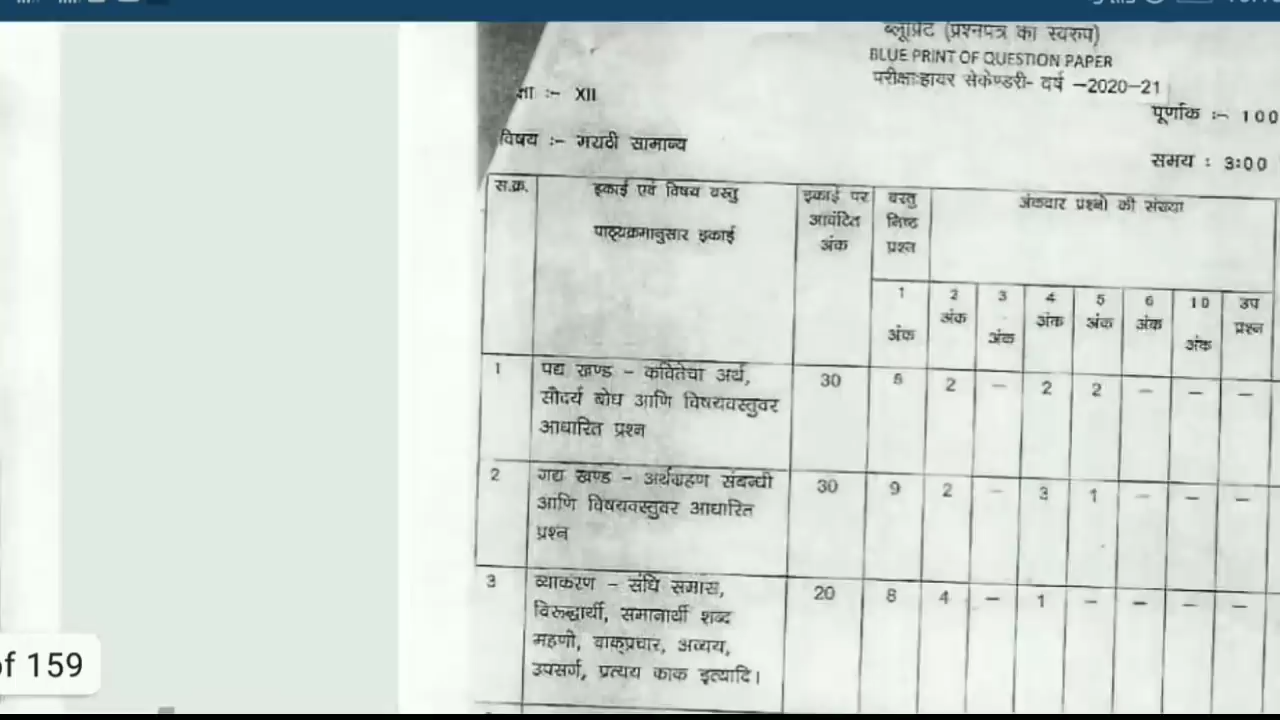 ब्लूप्रिंट (प्रश्नपत्र का स्वरुप)
BLUE PRINT OF QUESTION PAPER
परीक्षाःहायर सेकेण्डरी- वर्ष -2020-21
:- XII
पूर्णांक :- 100
विषय :- मराठी सामान्य
समय : 3:00
स.क्र. इकाई एवं विषय वस्तु पाठ्यक्रमानुसार इकाई इकाई पर आवंटित अंक वस्तु निष्ठ प्रश्न अंकवार प्रश्नों की संख्या
1 अंक 2 अंक 3 अंक 4 अंक 5 अंक 6 अंक 10 अंक उप प्रश्न
1 पद्य खण्ड - कवितेचा अर्थ, 30 2 - 2 2 - - -
सौदर्य बोध आणि विषयवस्तुवर
आधारित प्रश्न
2 गद्य खण्ड - अर्थग्रहण संबन्धी 30 9 2 - 3 1 - - -
आणि विषयवस्तुवर आधारित
प्रश्न
3 व्याकरण - संधि समास, 20 8 4 - 1 - - - -
विरूद्धार्थी, समानार्थी शब्द
म्हणी, वाक्प्रचार, अव्यय,
उपसर्ग, प्रत्यय काक इत्यादि।
of 159